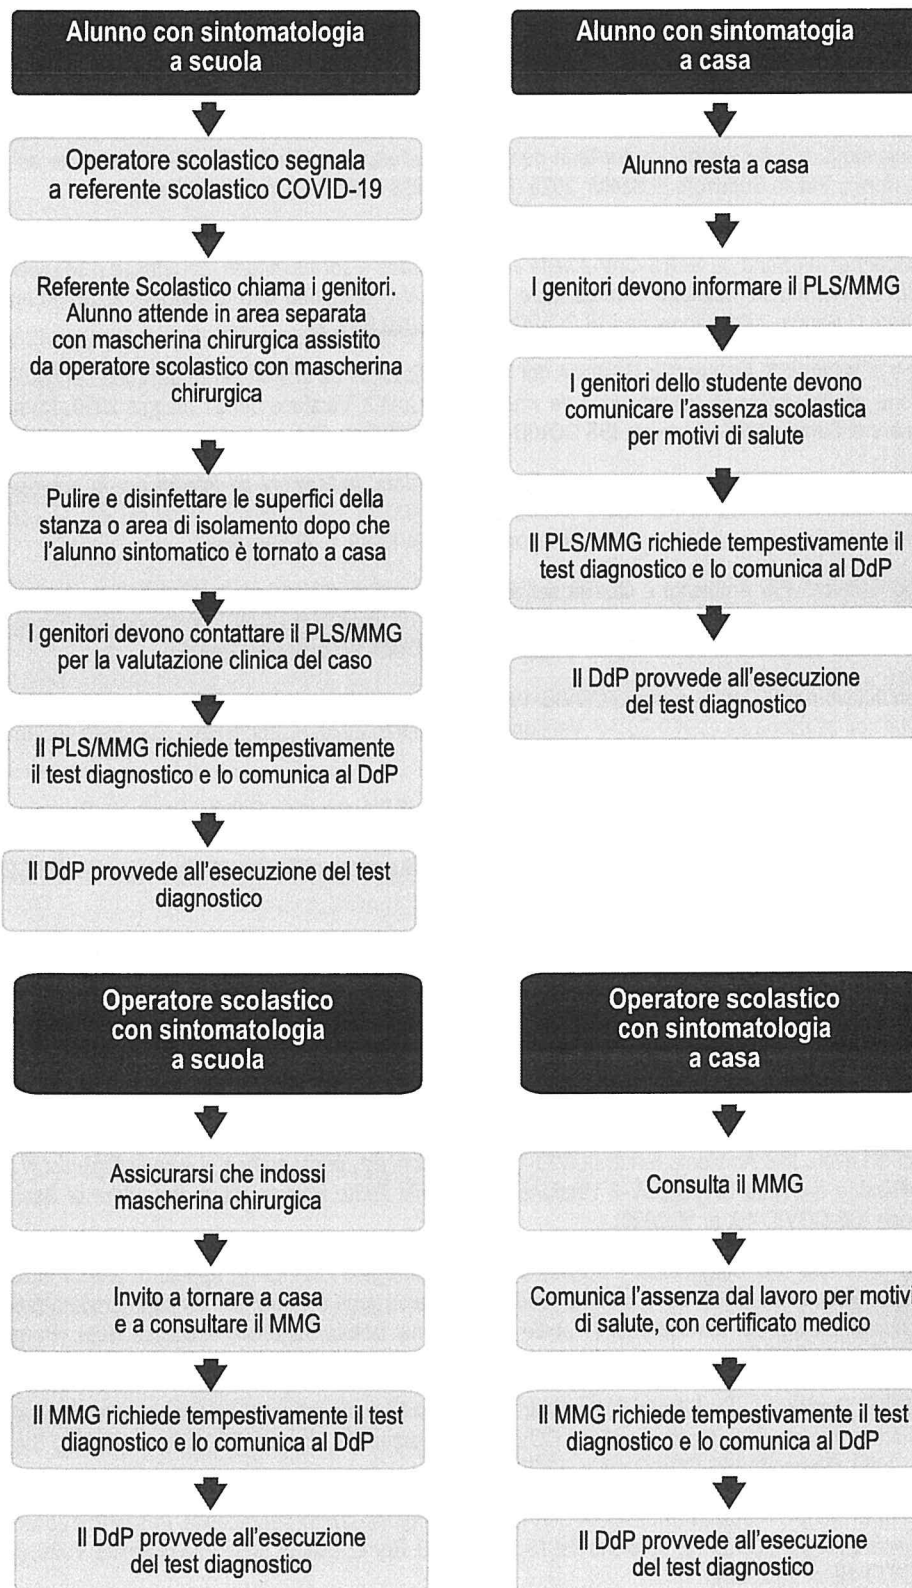 Alunno con sintomatologia
a scuola
Operatore scolastico segnala
a referente scolastico COVID-19
Referente Scolastico chiama i genitori.
Alunno attende in area separata
con mascherina chirurgica assistito
da operatore scolastico con mascherina
chirurgica
Pulire e disinfettare le superfici della
stanza o area di isolamento dopo che
l'alunno sintomatico è tornato a casa
I genitori devono contattare il PLS/MMG
per la valutazione clinica del caso
Il PLS/MMG richiede tempestivamente
il test diagnostico e lo comunica al DdP
Il DdP provvede all'esecuzione del test
diagnostico
Alunno con sintomatogia
a casa
Alunno resta a casa
I genitori devono informare il PLS/MMG
I genitori dello studente devono
comunicare l'assenza scolastica
per motivi di salute
Il PLS/MMG richiede tempestivamente il
test diagnostico e lo comunica al DdP
Il DdP provvede all'esecuzione
del test diagnostico
Operatore scolastico
con sintomatologia
a scuola
Assicurarsi che indossi
mascherina chirurgica
Invito a tornare a casa
e a consultare il MMG
Il MMG richiede tempestivamente il test
diagnostico e lo comunica al DdP
Il DdP provvede all'esecuzione
del test diagnostico
Operatore scolastico
con sintomatologia
a casa
Consulta il MMG
Comunica l'assenza dal lavoro per motivi
di salute, con certificato medico
Il MMG richiede tempestivamente il test
diagnostico e lo comunica al DdP
Il DdP provvede all'esecuzione
del test diagnostico